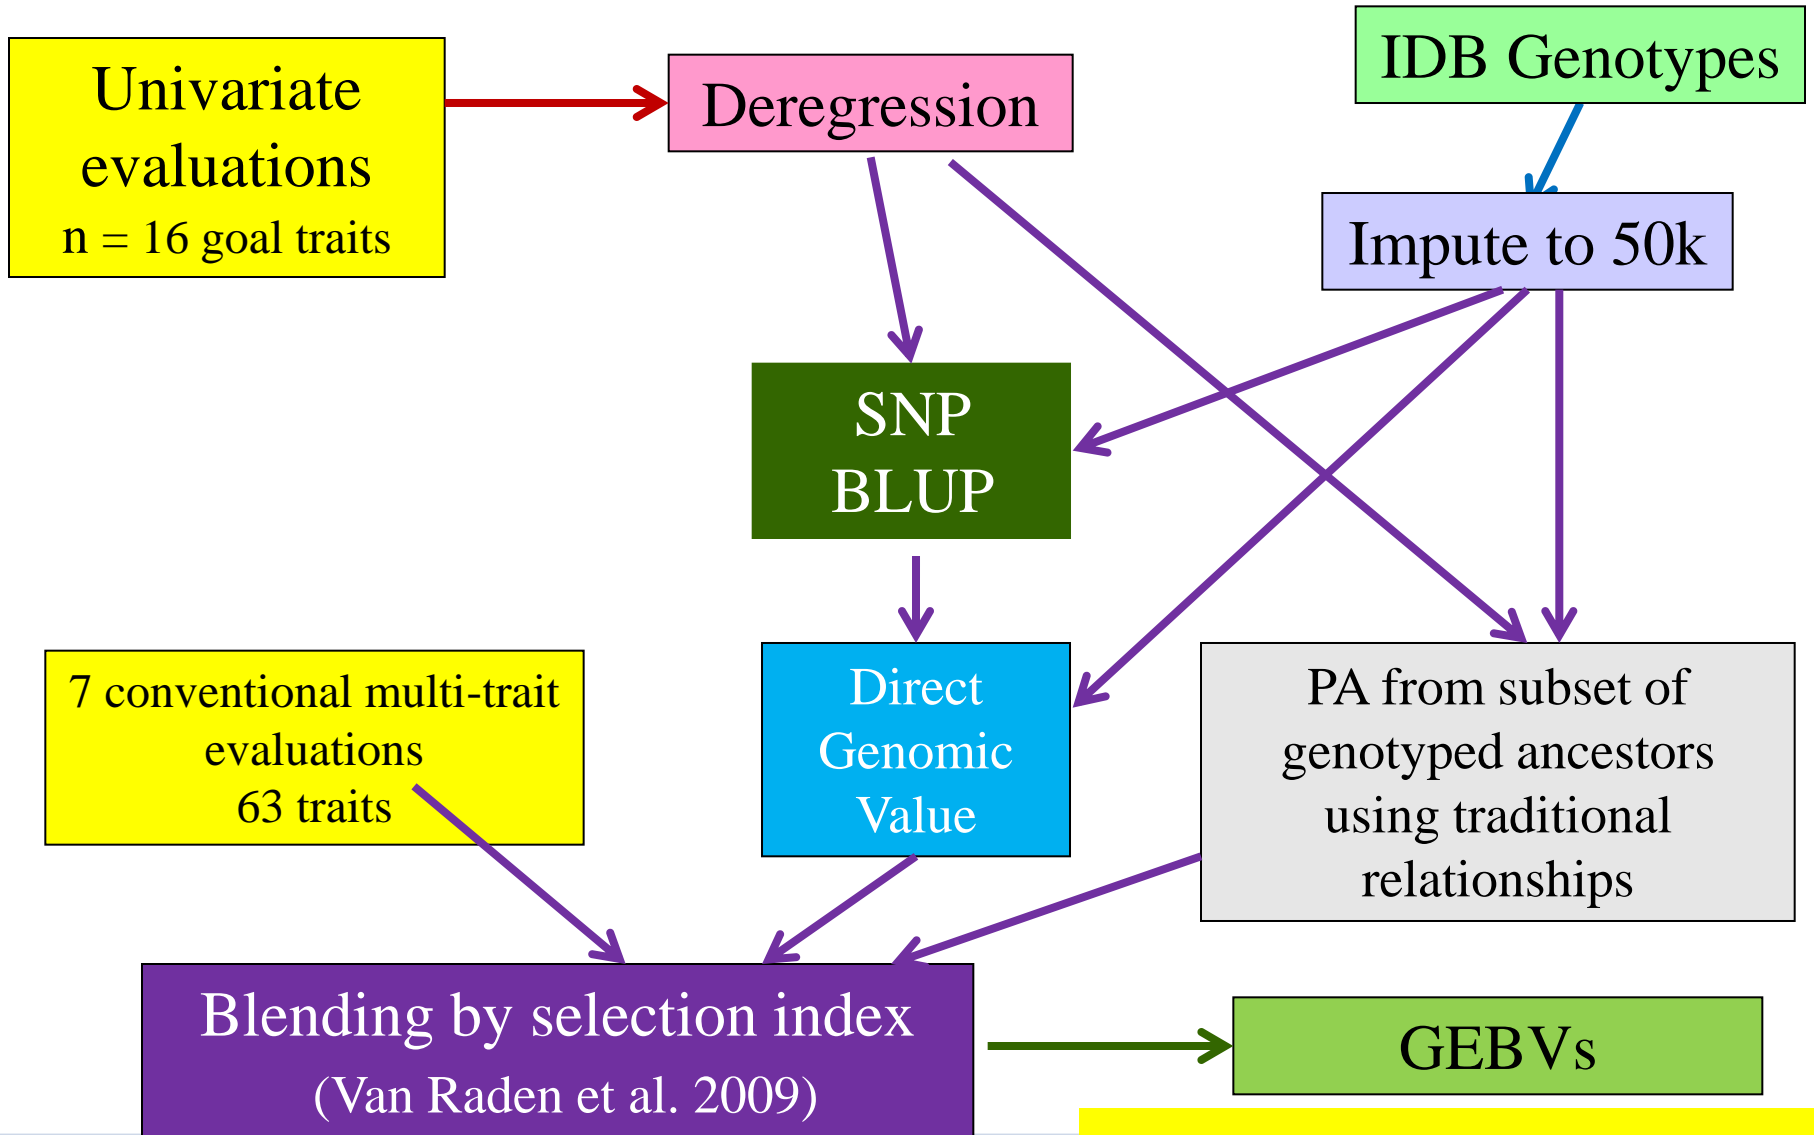 Univariate
evaluations
n = 16 goal traits
Deregression
IDB Genotypes
Impute to 50k
SNP
BLUP
7 conventional multi-trait
evaluations
63 traits
Direct
Genomic
Value
PA from subset of
genotyped ancestors
using traditional
relationships
Blending by selection index
(Van Raden et al. 2009)
GEBVs